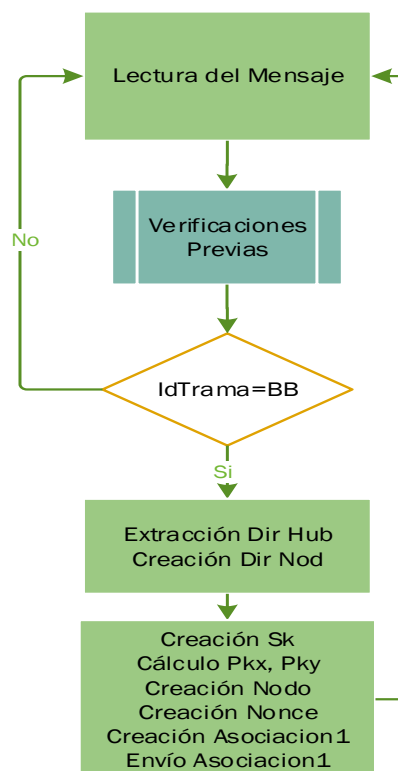 Lectura del Mensaje
Verificaciones
Previas
No
IdTrama=BB
Si
Extracción Dir Hub
Creación Dir Nod
Creación Sk
Cálculo Pkx, Pky
Creación Nodo
Creación Nonce
Creación Asociacion1
Envío Asociacion1